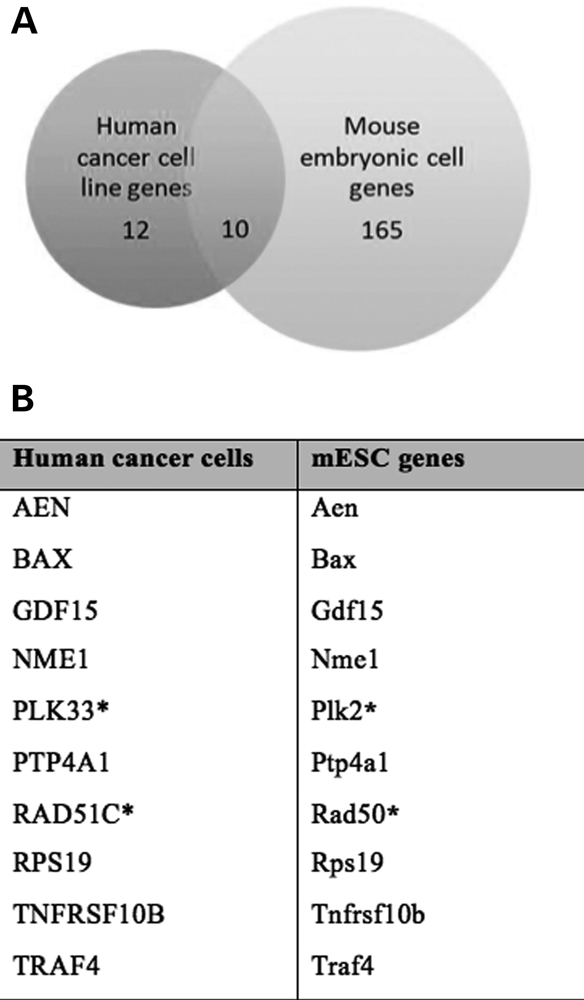 A
Human
cancer cell
line genes
12
10
Mouse
embryonic cell
genes
165
B
Human cancer cells mESC genes
AEN Aen
BAX Bax
GDF15 Gdf15
NME1 Nme1
PLK33* Plk2*
PTP4A1 Ptp4a1
RAD51C* Rad50*
RPS19 Rps19
TNFRSF10B Tnfrsf10b
TRAF4 Traf4